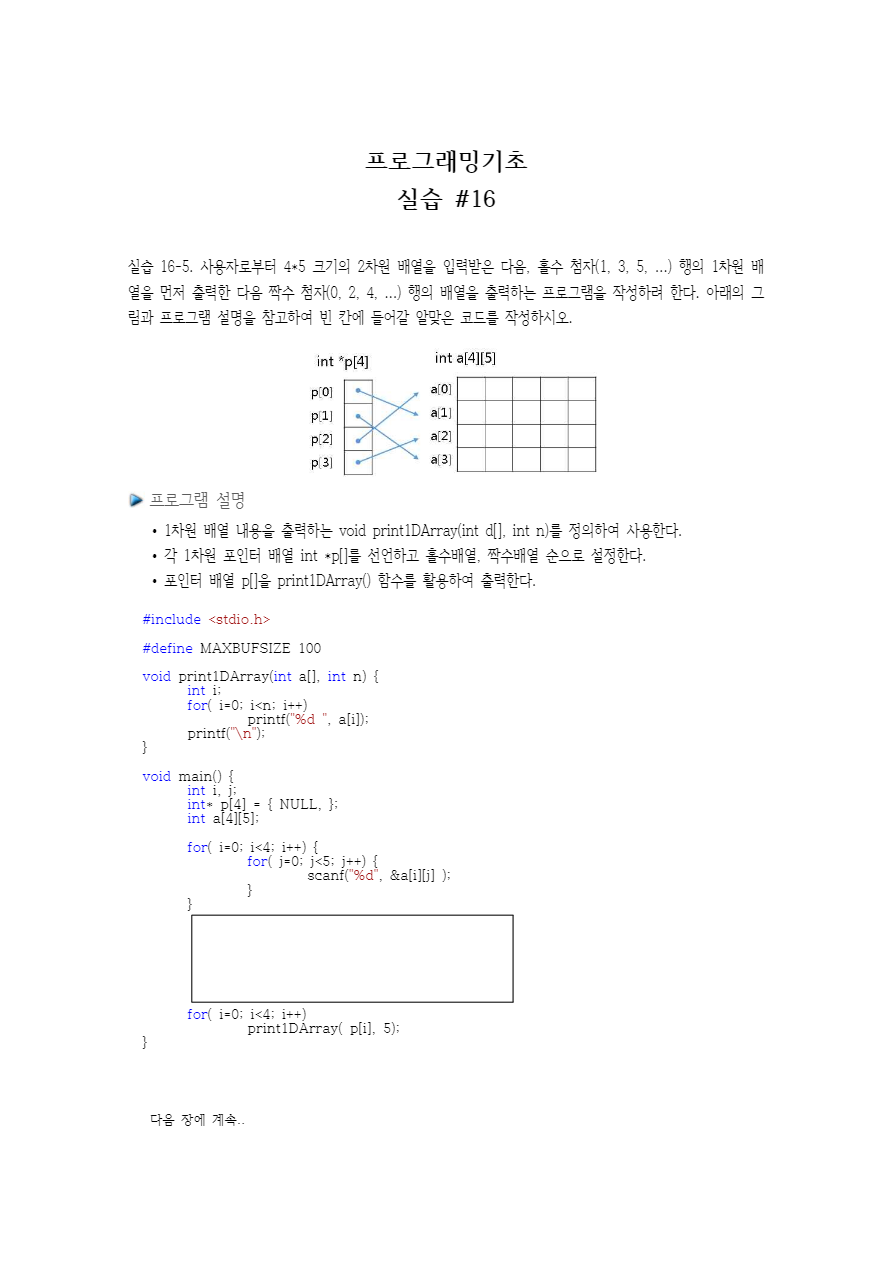 프로그래밍기초
실습 #16
실습 16-5. 사용자로부터 4*5 크기의 2차원 배열을 입력받은 다음, 홀수 첨자(1, 3, 5, ...) 행의 1차원 배
열을 먼저 출력한 다음 짝수 첨자(0, 2, 4, ...) 행의 배열을 출력하는 프로그램을 작성하려 한다. 아래의 그
림과 프로그램 설명을 참고하여 빈 칸에 들어갈 알맞은 코드를 작성하시오.
int *p[4] int a[4][5]
p[0] a[0]
p[1] a[1]
p[2] a[2]
p[3] a[3]
프로그램 설명
• 1차원 배열 내용을 출력하는 void print1DArray(int d[], int n)를 정의하여 사용한다.
• 각 1차원 포인터 배열 int *p[]를 선언하고 홀수배열, 짝수배열 순으로 설정한다.
• 포인터 배열 p[]을 print1DArray() 함수를 활용하여 출력한다.
#include <stdio.h>
#define MAXBUFSIZE 100
void print1DArray(int a[], int n) {
int i;
for( i=0; i<n; i++)
printf("%d ", a[i]);
printf("\n");
}
void main() {
int i, j;
int* p[4] = { NULL, };
int a[4][5];
for( i=0; i<4; i++) {
for( j=0; j<5; j++) {
scanf("%d", &a[i][j] );
}
}
for( i=0; i<4; i++)
print1DArray( p[i], 5);
}
다음 장에 계속..